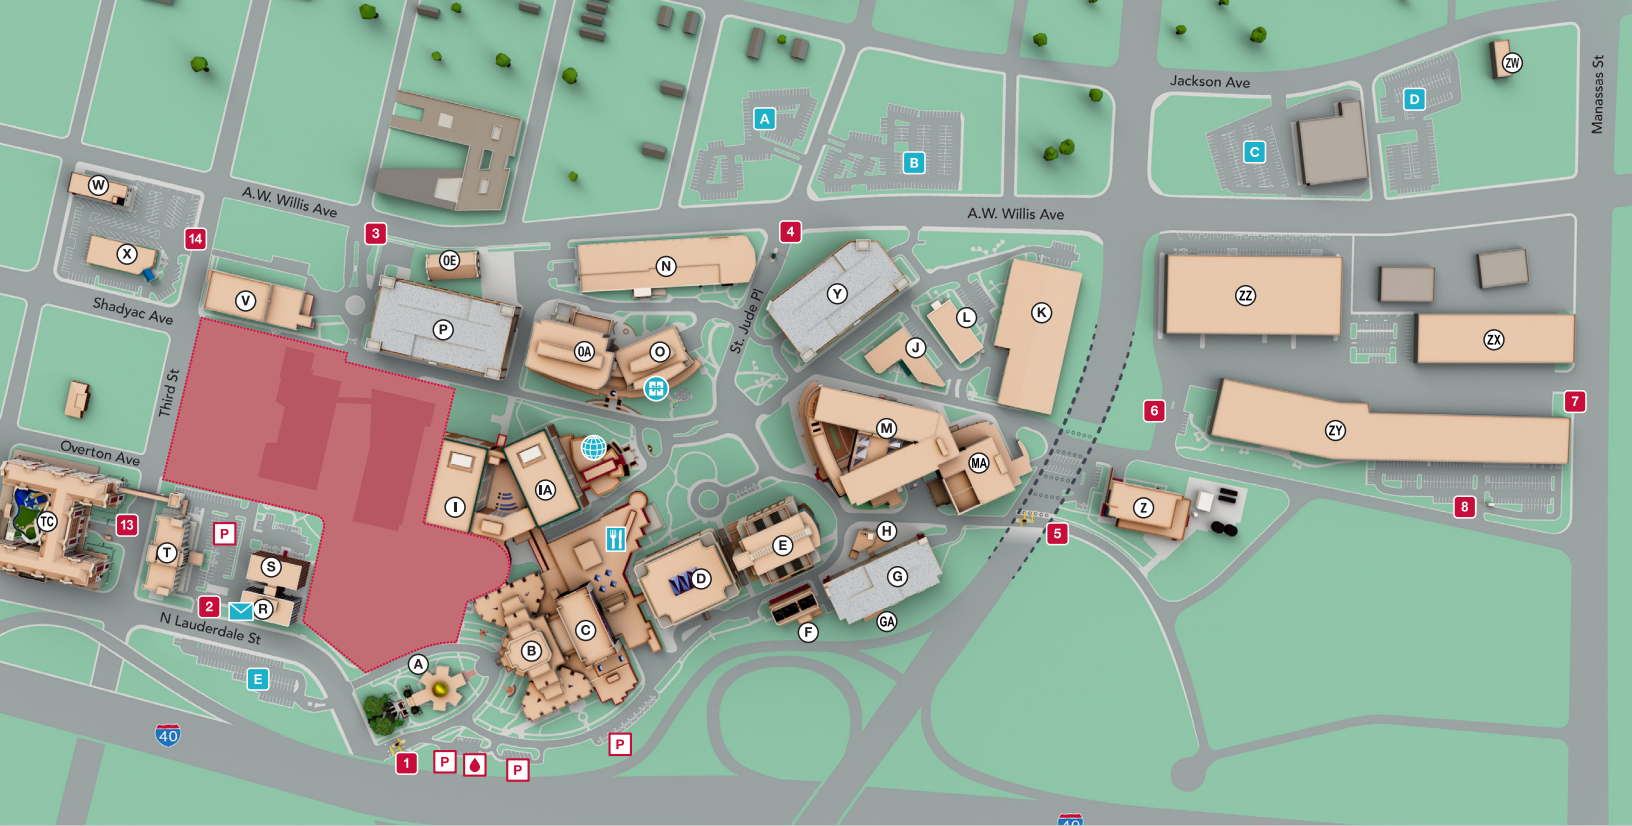 ZW
Jackson Ave
Manassas St
D
A
B
C
W
A.W. Willis Ave
A.W. Willis Ave
14
3
4
X
OE
N
V
P
Y
L
K
ZZ
ZX
Shadyac Ave
St. Jude Pl
OA
O
J
Third St
6
7
M
ZY
Overton Ave
MA
I
IA
TC
13
P
T
Z
8
5
H
E
S
D
G
2
R
F
GA
N Lauderdale St
C
B
A
E
40
1
P
P
P
40